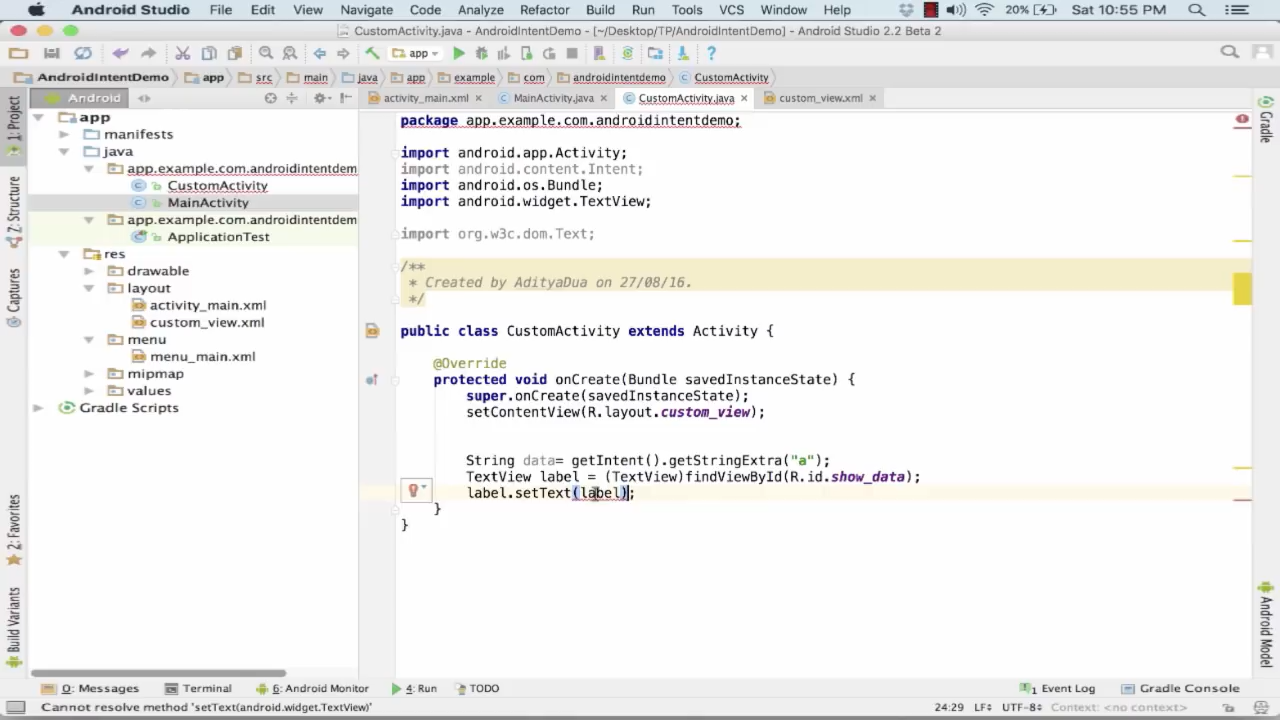 Android Studio File Edit View Navigate Code Analyze Refactor Build Run Tools VCS Window Help 20% Sat 10:55 PM
CustomActivity.java - AndroidIntentDemo - [~/Desktop/TP/AndroidIntentDemo] - Android Studio 2.2 Beta 2
app
AndroidIntentDemo app src main java app example com androidintentdemo CustomActivity
Android
activity_main.xml MainActivity.java CustomActivity.java custom_view.xml
1: Project
Z: Structure
Captures
2: Favorites
Build Variants
app
manifests
java
app.example.com.androidintentdem
CustomActivity
MainActivity
app.example.com.androidintentdem
ApplicationTest
res
drawable
layout
activity_main.xml
custom_view.xml
menu
menu_main.xml
mipmap
values
Gradle Scripts
package app.example.com.androidintentdemo;
import android.app.Activity;
import android.content.Intent;
import android.os.Bundle;
import android.widget.TextView;
import org.w3c.dom.Text;
/**
* Created by AdityaDua on 27/08/16.
*/
public class CustomActivity extends Activity {
@Override
protected void onCreate(Bundle savedInstanceState) {
super.onCreate(savedInstanceState);
setContentView(R.layout.custom_view);
String data= getIntent().getStringExtra("a");
TextView label = (TextView)findViewById(R.id.show_data);
label.setText(label);
}
}
Gradle
Android Model
0: Messages Terminal 6: Android Monitor 4: Run TODO Event Log Gradle Console
Cannot resolve method 'setText(android.widget.TextView)' 24:29 LF UTF-8 Context: <no context>